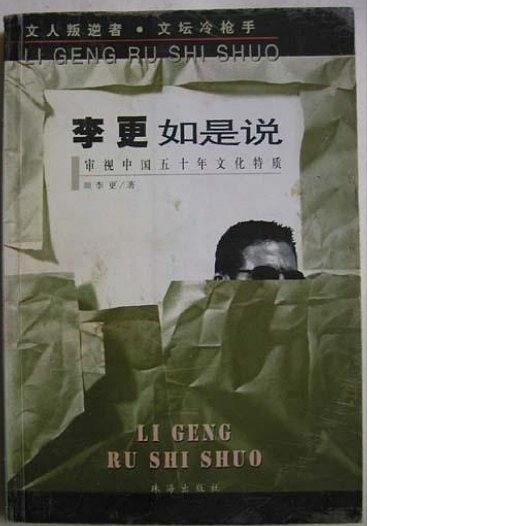 文人叛逆者 • 文坛冷枪手
LI GENG RU SHI SHUO
李更如是说
审视中国五十年文化特质
李更/著
LI GENG
RU SHI SHUO
珠海出版社